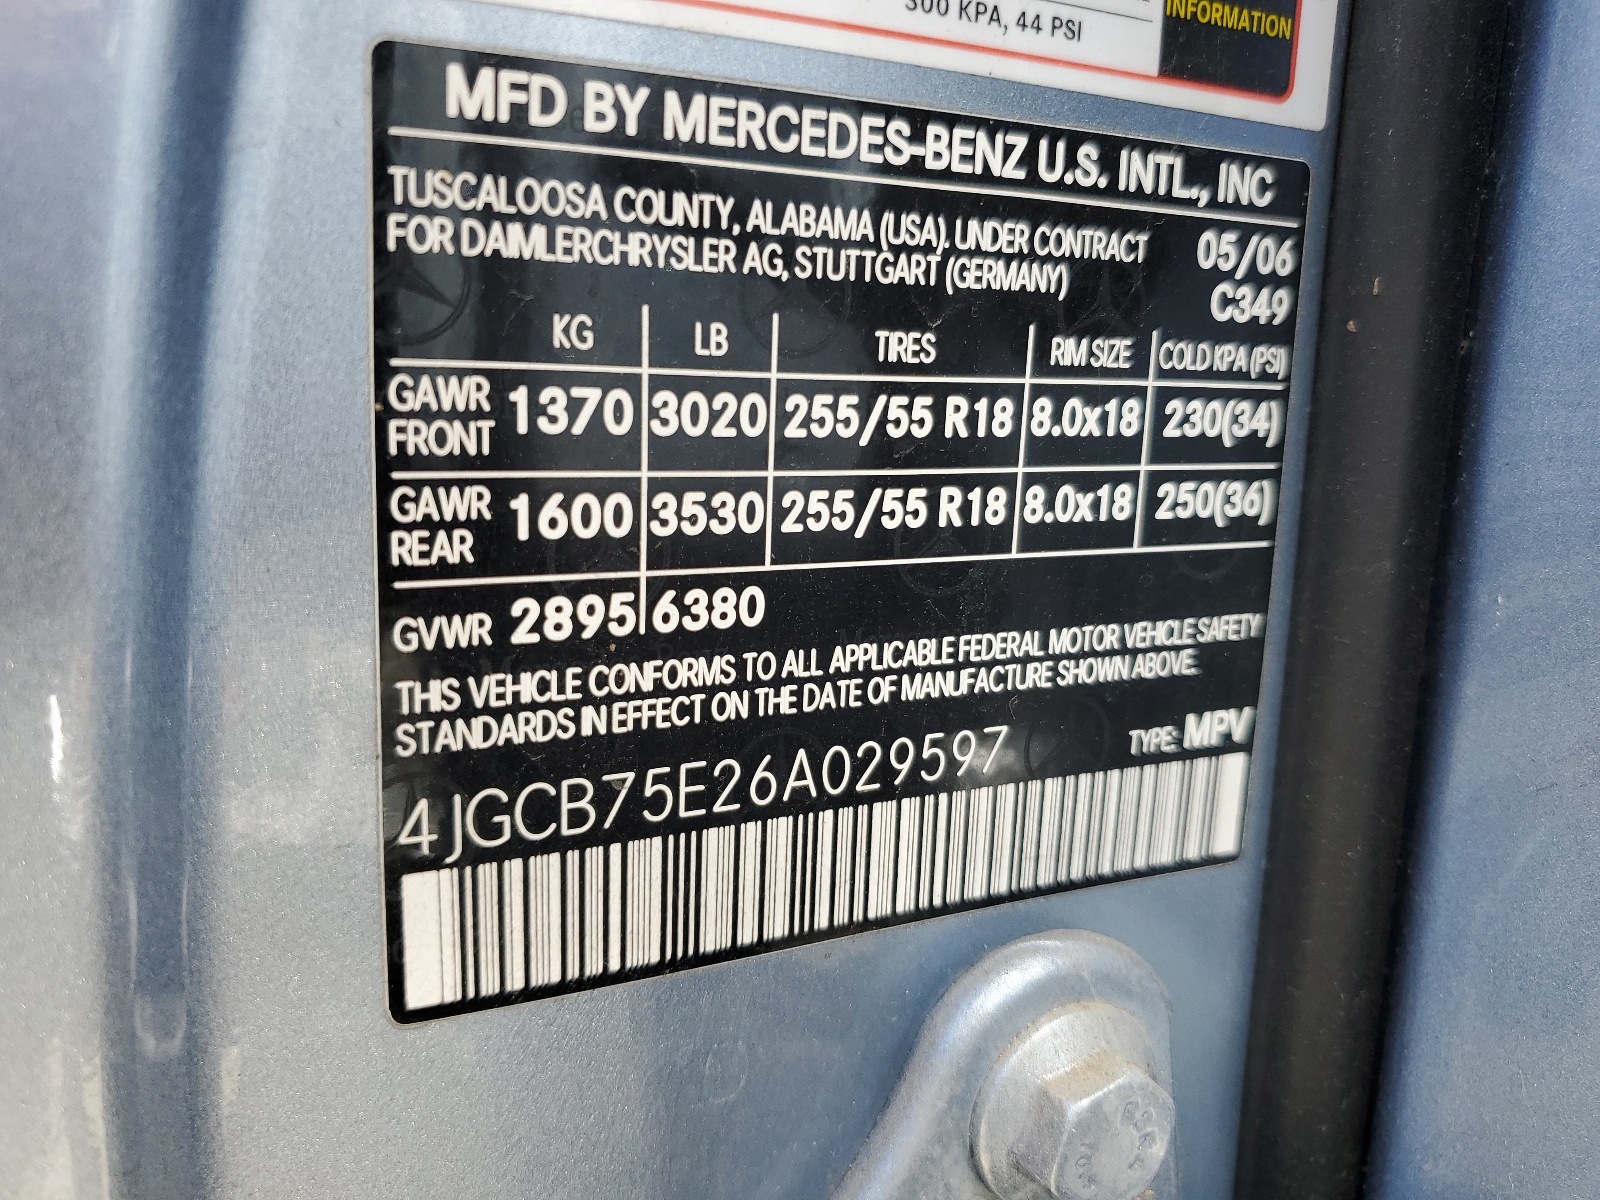 300 KPA, 44 PSI
INFORMATION
MFD BY MERCEDES-BENZ U.S. INTL., INC
TUSCALOOSA COUNTY, ALABAMA (USA). UNDER CONTRACT 05/06
FOR DAIMLERCHRYSLER AG, STUTTGART (GERMANY) C349
KG LB TIRES RIM SIZE COLD KPA (PSI)
GAWR FRONT 1370 3020 255/55 R18 8.0x18 230(34)
GAWR REAR 1600 3530 255/55 R18 8.0x18 250(36)
GVWR 2895 6380
THIS VEHICLE CONFORMS TO ALL APPLICABLE FEDERAL MOTOR VEHICLE SAFETY
STANDARDS IN EFFECT ON THE DATE OF MANUFACTURE SHOWN ABOVE.
4JGCB75E26A029597 TYPE: MPV